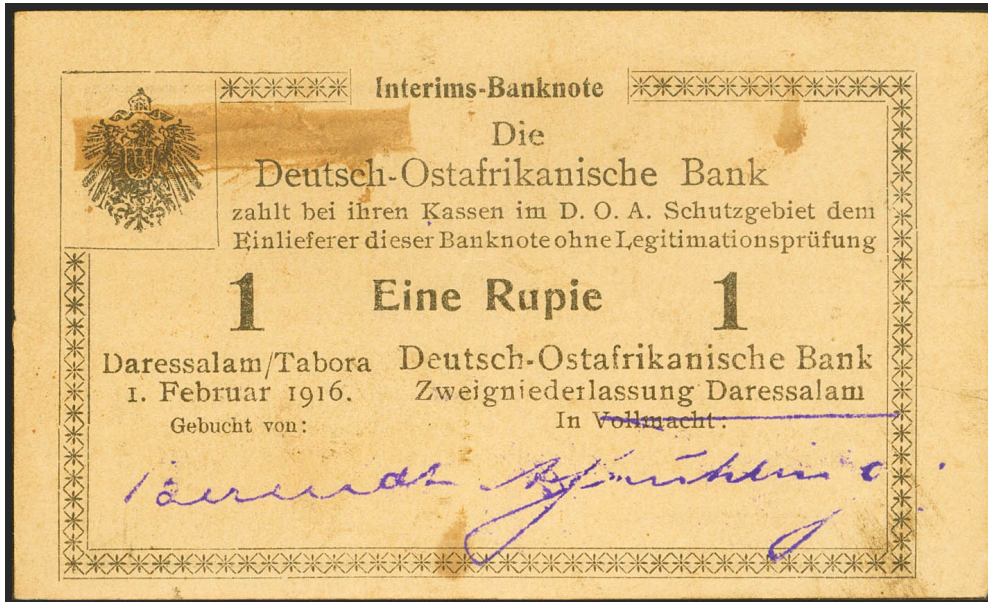 Interims-Banknote
Die
Deutsch-Ostafrikanische Bank
zahlt bei ihren Kassen im D. O. A. Schutzgebiet dem
Einlieferer dieser Banknote ohne Legitimationsprüfung
1 Eine Rupie 1
Daressalam/Tabora
1. Februar 1916.
Gebucht von:
Deutsch-Ostafrikanische Bank
Zweigniederlassung Daressalam
In Vollmacht:
Berendt